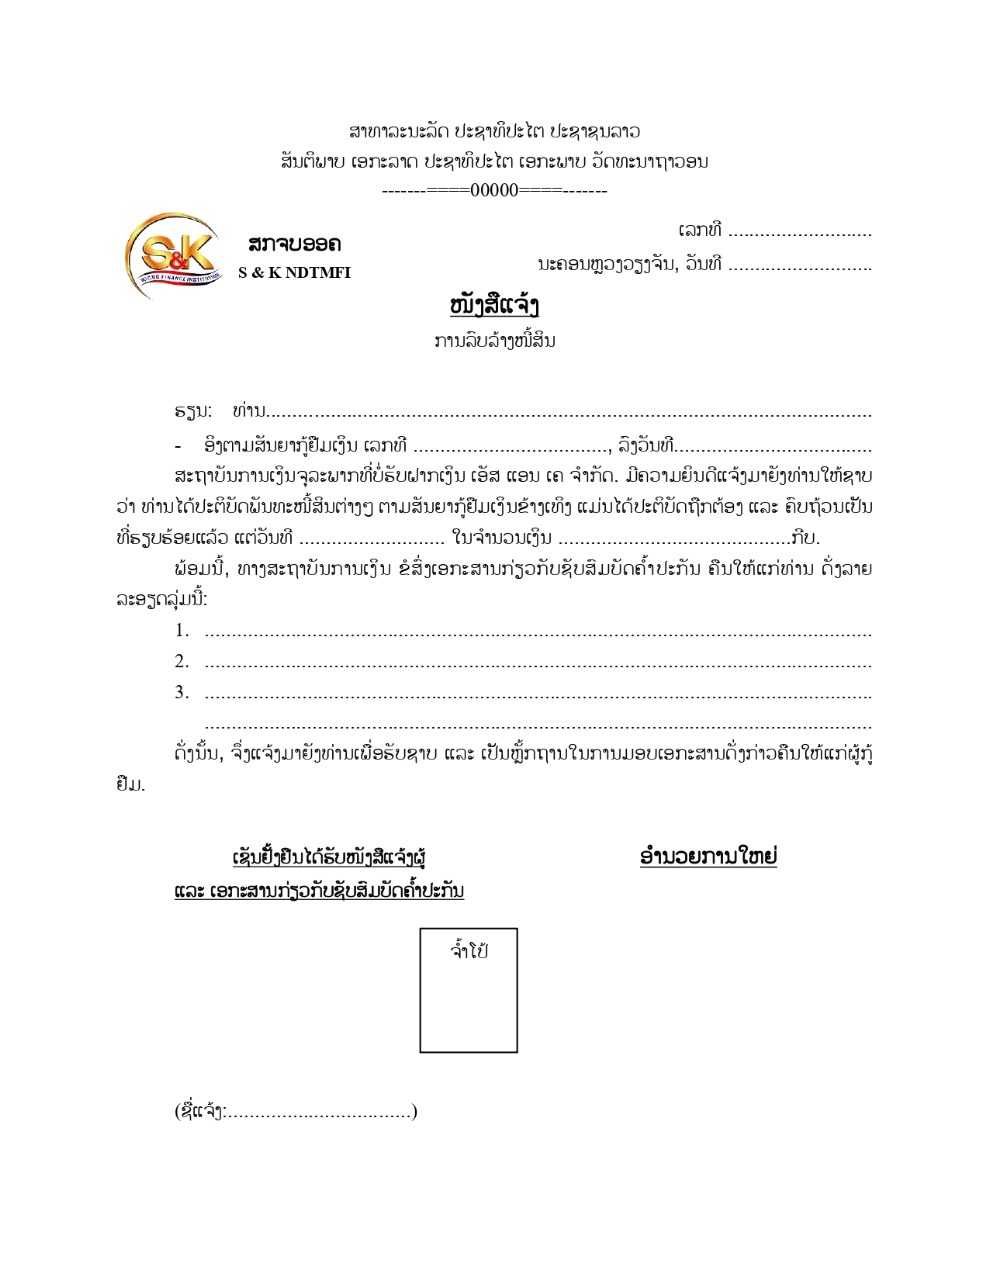 ສາທາລະນະລັດ ປະຊາທິປະໄຕ ປະຊາຊນລາວ
ສັນຕິພາບ ເອກະລາດ ປະຊາທິປະໄຕ ເອກະພາບ ວັດທະນາຖາວອນ
-------====00000====-------
S&K
MICRO FINANCE INSTITUTION
ສກຈບອອຄ
S & K NDTMFI
ເລກທີ ...........................
ນະຄອນຫຼວງວຽງຈັນ, ວັນທີ ...........................
ໜັງສືແຈ້ງ
ການລົບລ້າງໜີ້ສິນ
ຮຽນ: ທ່ານ.................................................................................................................
- ອິງຕາມສັນຍາກູ້ຢືມເງິນ ເລກທີ ...................................., ລົງວັນທີ.....................................
ສະຖາບັນການເງິນຈຸລະພາກທີ່ບໍ່ຮັບຝາກເງິນ ເອັສ ແອນ ເຄ ຈຳກັດ. ມີຄວາມຍິນດີແຈ້ງມາຍັງທ່ານໃຫ້ຊາບ
ວ່າ ທ່ານໄດ້ປະຕິບັດພັນທະໜີ້ສິນຕ່າງໆ ຕາມສັນຍາກູ້ຢືມເງິນຂ້າງເທິງ ແມ່ນໄດ້ປະຕິບັດຖືກຕ້ອງ ແລະ ຄົບຖ້ວນເປັນ
ທີ່ຮຽບຮ້ອຍແລ້ວ ແຕ່ວັນທີ ........................... ໃນຈຳນວນເງິນ ...........................................ກີບ.
ພ້ອມນີ້, ທາງສະຖາບັນການເງິນ ຂໍສົ່ງເອກະສານກ່ຽວກັບຊັບສົມບັດຄ້ຳປະກັນ ຄືນໃຫ້ແກ່ທ່ານ ດັ່ງລາຍ
ລະອຽດລຸ່ມນີ້:
1. ............................................................................................................................
2. ............................................................................................................................
3. ............................................................................................................................
............................................................................................................................
ດັ່ງນັ້ນ, ຈຶ່ງແຈ້ງມາຍັງທ່ານເພື່ອຮັບຊາບ ແລະ ເປັນຫຼັ້ກຖານໃນການມອບເອກະສານດັ່ງກ່າວຄືນໃຫ້ແກ່ຜູ້ກູ້
ຢືມ.
ເຊັນຢັ້ງຢືນໄດ້ຮັບໜັງສືແຈ້ງຜູ້
ແລະ ເອກະສານກ່ຽວກັບຊັບສົມບັດຄ້ຳປະກັນ
ອຳນວຍການໃຫຍ່
ຈ້ຳໂປ້
(ຊື່ແຈ້ງ:..................................)